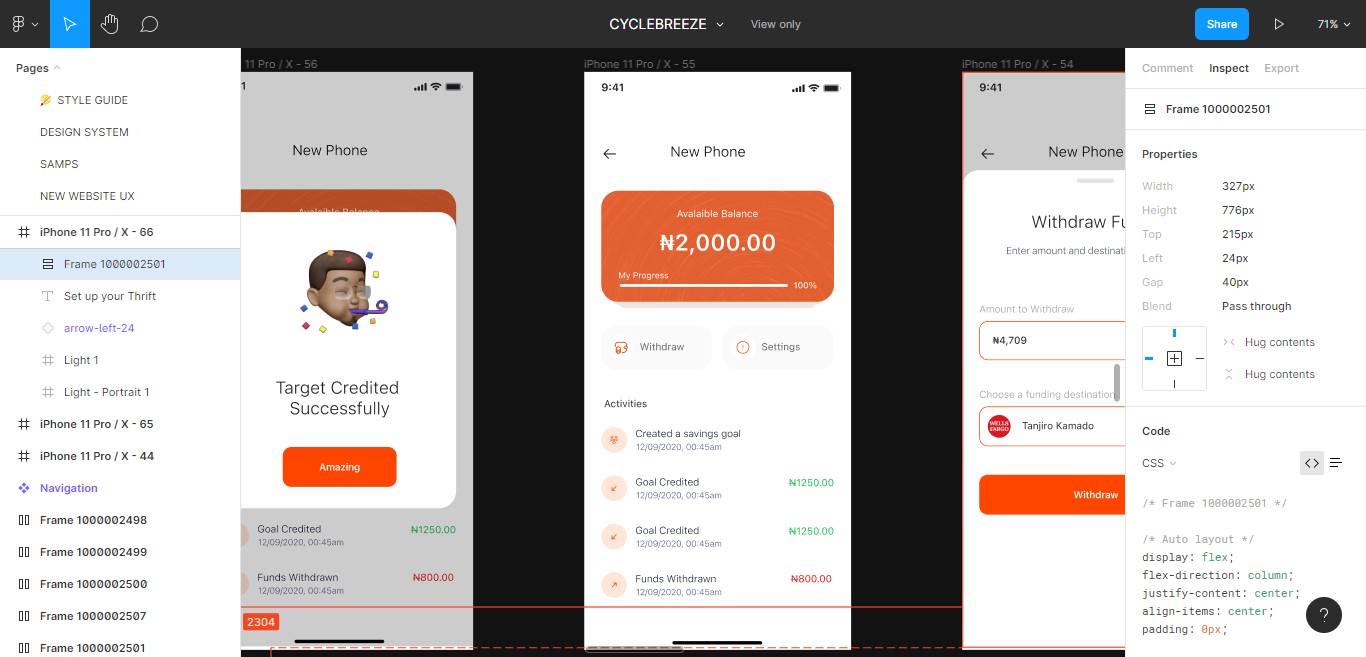 CYCLEBREEZE
View only
Share
71%
Pages
STYLE GUIDE
DESIGN SYSTEM
SAMPS
NEW WEBSITE UX
iPhone 11 Pro / X - 66
Frame 1000002501
Set up your Thrift
arrow-left-24
Light 1
Light - Portrait 1
iPhone 11 Pro / X - 65
iPhone 11 Pro / X - 44
Navigation
Frame 1000002498
Frame 1000002499
Frame 1000002500
Frame 1000002507
Frame 1000002501
11 Pro / X - 56
1
New Phone
Avalaible Balance
Target Credited
Successfully
Amazing
Goal Credited
₦1250.00
12/09/2020, 00:45am
Funds Withdrawn
₦800.00
12/09/2020, 00:45am
2304
iPhone 11 Pro / X - 55
9:41
New Phone
Avalaible Balance
₦2,000.00
My Progress
100%
Withdraw
Settings
Activities
Created a savings goal
12/09/2020, 00:45am
Goal Credited
₦1250.00
12/09/2020, 00:45am
Goal Credited
₦1250.00
12/09/2020, 00:45am
Funds Withdrawn
₦800.00
12/09/2020, 00:45am
iPhone 11 Pro / X - 54
9:41
New Phone
Withdraw Fu
Enter amount and destinati
Amount to Withdraw
₦4,709
Choose a funding destination
WELLS
FARGO
Tanjiro Kamado
Withdraw
Comment
Inspect
Export
Frame 1000002501
Properties
Width 327px
Height 776px
Top 215px
Left 24px
Gap 40px
Blend Pass through
Hug contents
Hug contents
Code
CSS
/* Frame 1000002501 */
/* Auto layout */
display: flex;
flex-direction: column;
justify-content: center;
align-items: center;
padding: 0px;
?